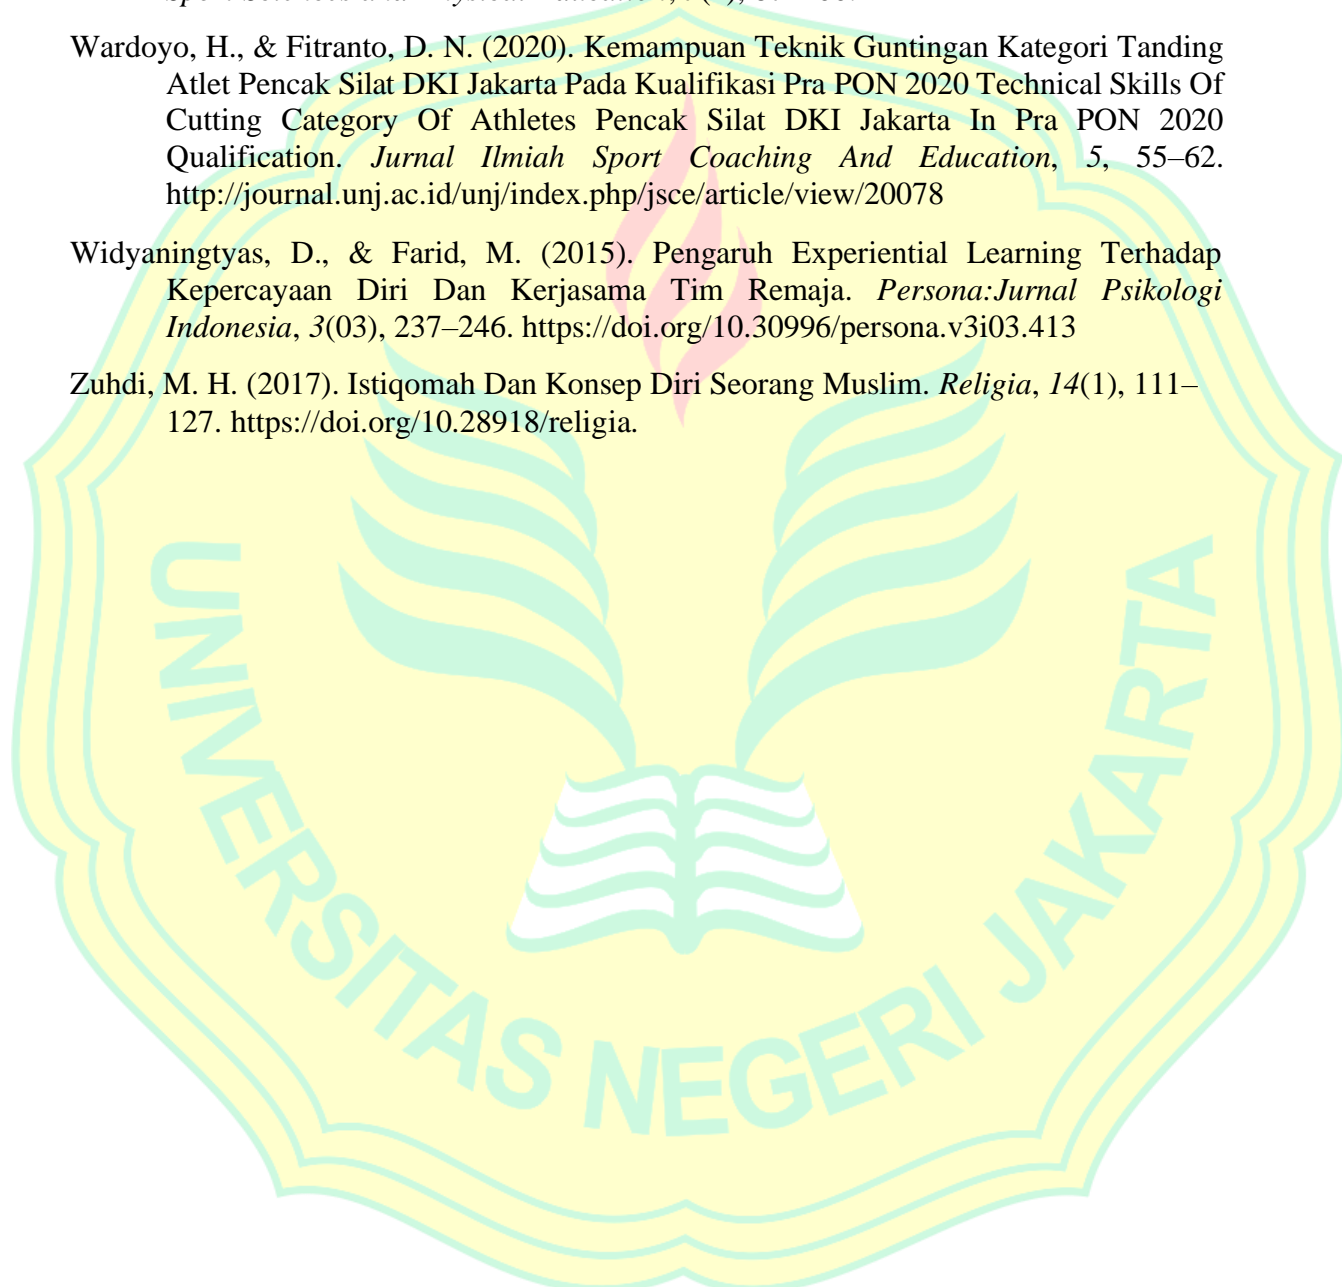 Wardoyo, H., & Fitranto, D. N. (2020). Kemampuan Teknik Guntingan Kategori Tanding
Atlet Pencak Silat DKI Jakarta Pada Kualifikasi Pra PON 2020 Technical Skills Of
Cutting Category Of Athletes Pencak Silat DKI Jakarta In Pra PON 2020
Qualification. Jurnal Ilmiah Sport Coaching And Education, 5, 55–62.
http://journal.unj.ac.id/unj/index.php/jsce/article/view/20078
Widyaningtyas, D., & Farid, M. (2015). Pengaruh Experiential Learning Terhadap
Kepercayaan Diri Dan Kerjasama Tim Remaja. Persona:Jurnal Psikologi
Indonesia, 3(03), 237–246. https://doi.org/10.30996/persona.v3i03.413
Zuhdi, M. H. (2017). Istiqomah Dan Konsep Diri Seorang Muslim. Religia, 14(1), 111–
127. https://doi.org/10.28918/religia.
UNIVERSITAS NEGERI JAKARTA